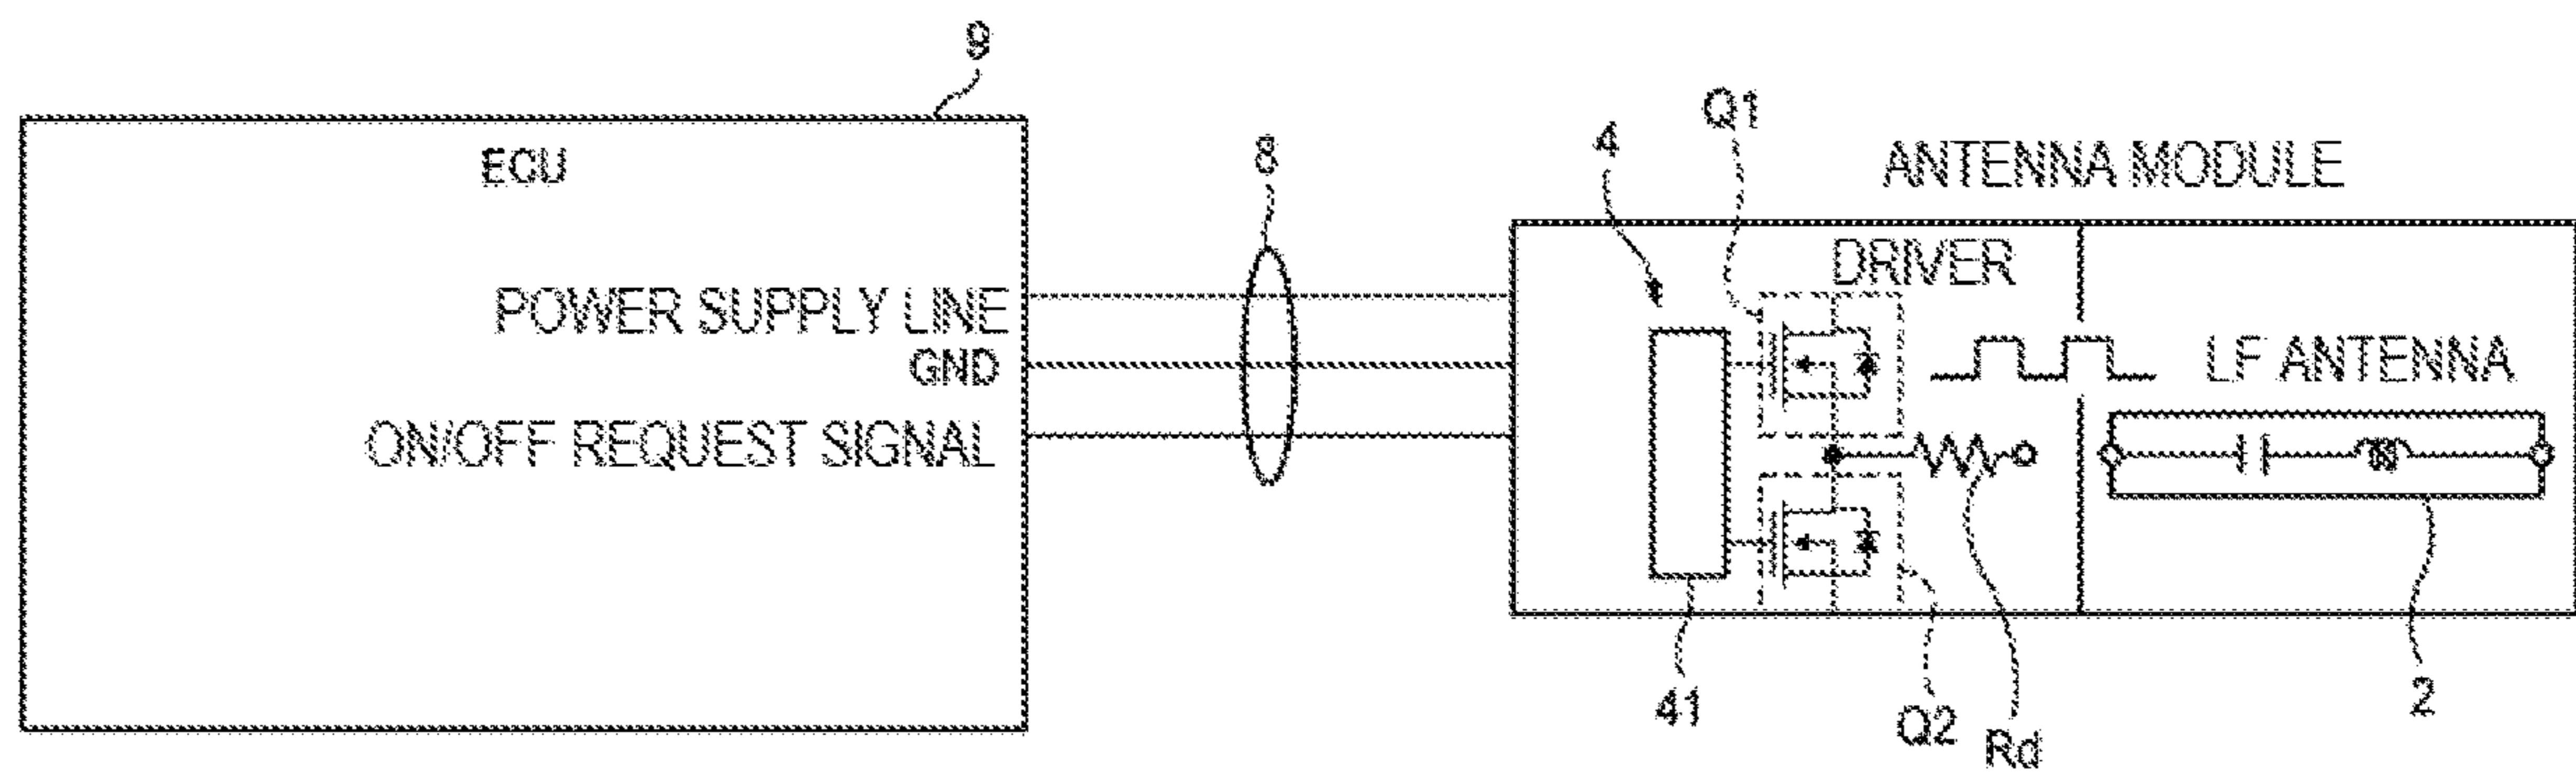 9
ECU
POWER SUPPLY LINE
GND
ON/OFF REQUEST SIGNAL
8
ANTENNA MODULE
4
Q1
DRIVER
LF ANTENNA
41
Q2
Rd
2